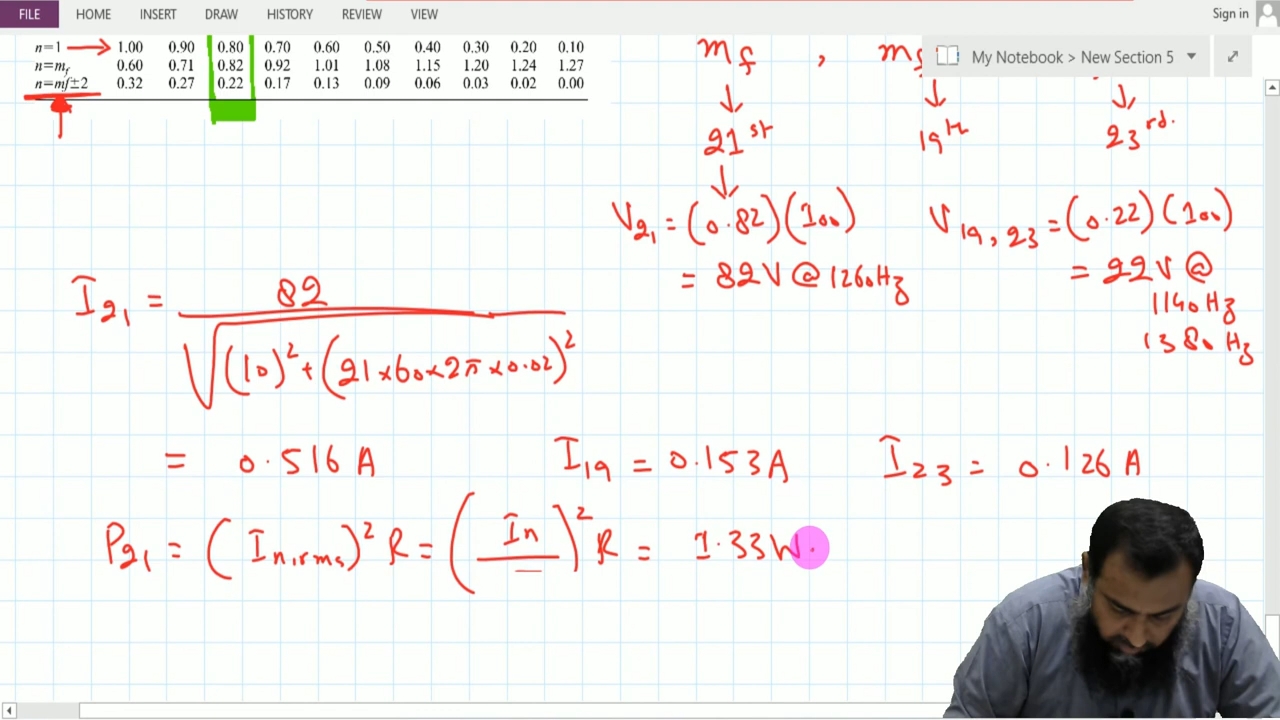 FILE HOME INSERT DRAW HISTORY REVIEW VIEW Sign in
My Notebook > New Section 5
n=1 1.00 0.90 0.80 0.70 0.60 0.50 0.40 0.30 0.20 0.10
n=mf 0.60 0.71 0.82 0.92 1.01 1.08 1.15 1.20 1.24 1.27
n=mf±2 0.32 0.27 0.22 0.17 0.13 0.09 0.06 0.03 0.02 0.00
mf ,
21st 19th 23rd.
V21 = (0.82)(100) V19,23 = (0.22)(100)
= 82V @ 1260Hz = 22V @
1140Hz
1380Hz
I21 = 82 / √((10)² + (21×60×2π×0.02)²)
= 0.516 A I19 = 0.153A I23 = 0.126 A
P21 = (In,rms)² R = (In / )² R = 1.33W.